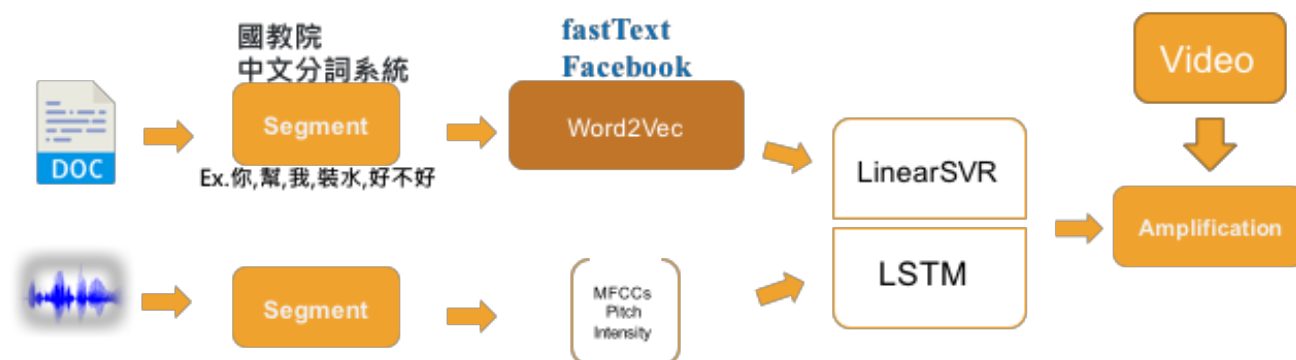 國教院
中文分詞系統
fastText
Facebook
Video
DOC
Segment
Word2Vec
Ex.你,幫,我,裝水,好不好
LinearSVR
LSTM
Amplification
Segment
MFCCs
Pitch
Intensity